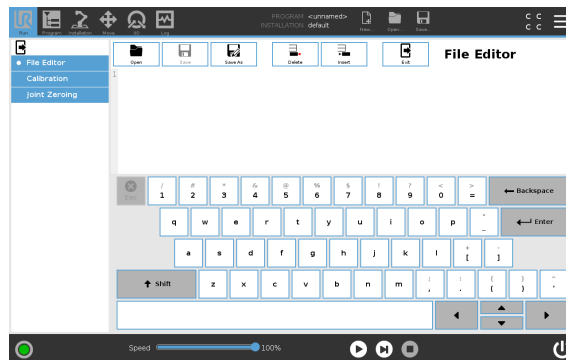 UR
PROGRAM <unnamed>
INSTALLATION default
Run Program Installation Move I/O Log
New... Open... Save...
C C
C C
File Editor
Calibration
Joint Zeroing
Open Save Save As Delete Insert Exit
File Editor
1
Esc
/ # * & @ % $ ! ? < >
1 2 3 4 5 6 7 8 9 0 =
Backspace
q w e r t y u i o p _
Enter
a s d f g h j k l [ ]
+ -
Shift
z x c v b n m , . ( ) '
; : { } "
Speed 100%